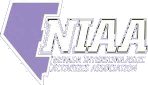 NIAA
NEVADA INTERSCHOLASTIC
ACTIVITIES ASSOCIATION